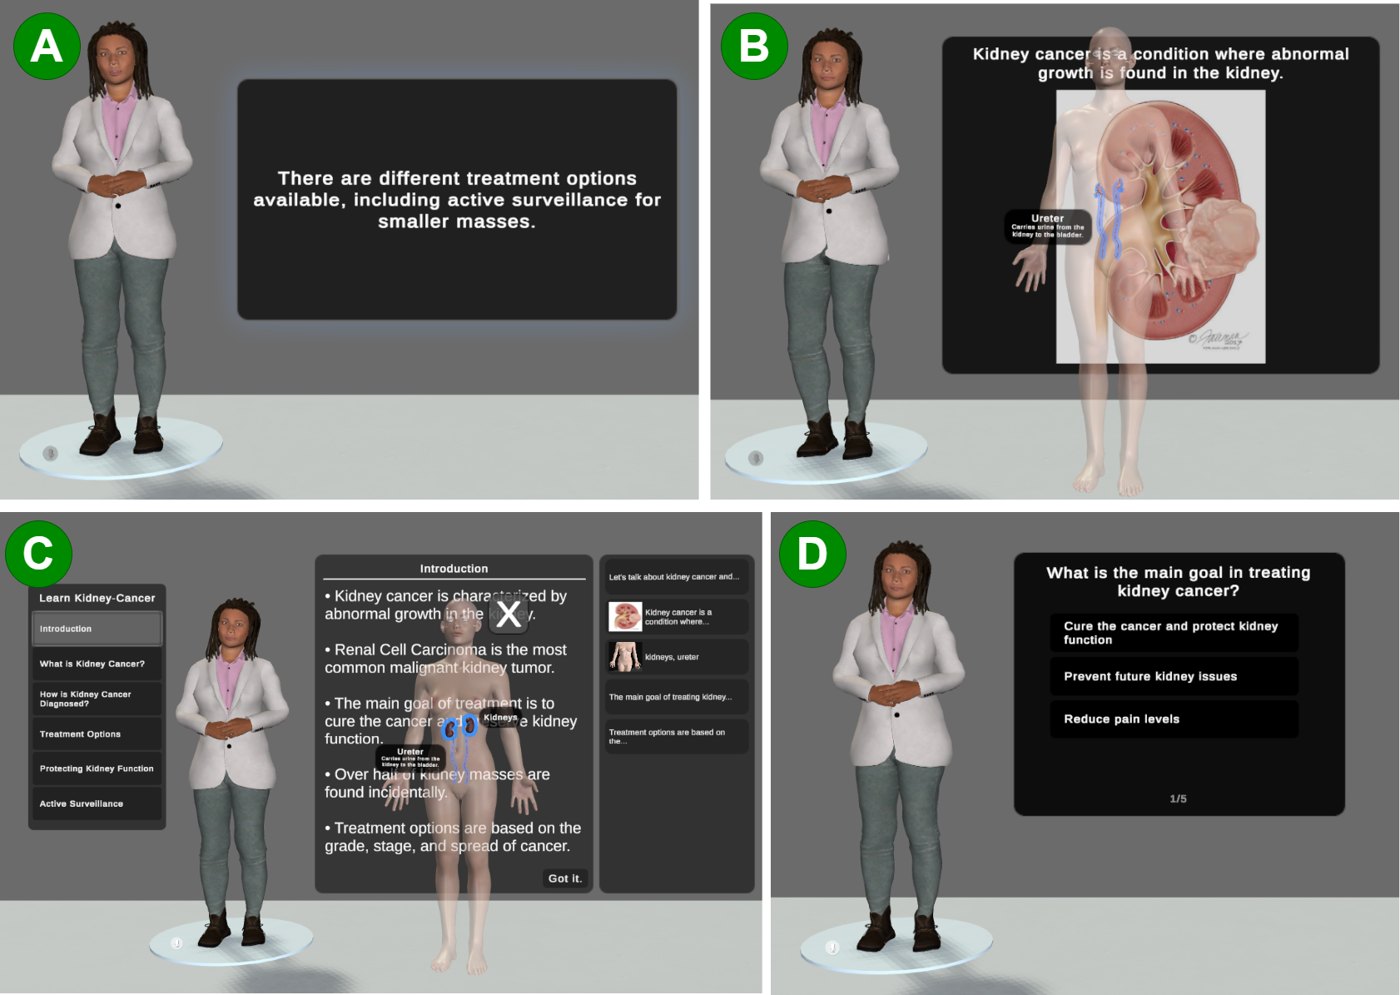 A
There are different treatment options
available, including active surveillance for
smaller masses.
B
Kidney cancer is a condition where abnormal
growth is found in the kidney.
Ureter
Carries urine from the
kidney to the bladder.
C
Learn Kidney-Cancer
Introduction
What is Kidney Cancer?
How is Kidney Cancer
Diagnosed?
Treatment Options
Protecting Kidney Function
Active Surveillance
Introduction
• Kidney cancer is characterized by
abnormal growth in the kidney.
X
• Renal Cell Carcinoma is the most
common malignant kidney tumor.
• The main goal of treatment is to
cure the cancer and preserve kidney
function.
Kidneys
Ureter
Carries urine from the
kidney to the bladder.
• Over half of kidney masses are
found incidentally.
• Treatment options are based on the
grade, stage, and spread of cancer.
Got it.
Let's talk about kidney cancer and...
Kidney cancer is a
condition where...
kidneys, ureter
The main goal of treating kidney...
Treatment options are based on
the...
D
What is the main goal in treating
kidney cancer?
Cure the cancer and protect kidney
function
Prevent future kidney issues
Reduce pain levels
1/5